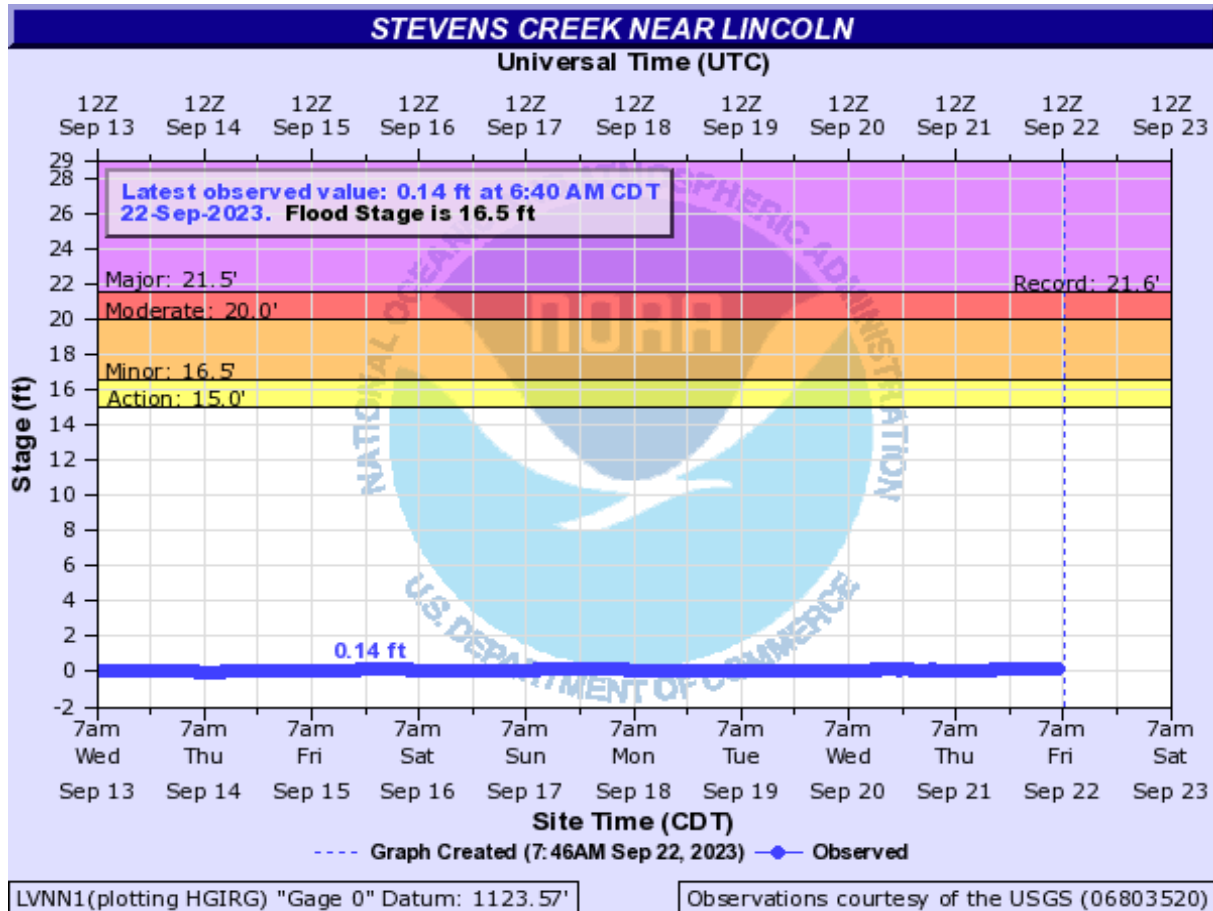 STEVENS CREEK NEAR LINCOLN
Universal Time (UTC)
12Z 12Z 12Z 12Z 12Z 12Z 12Z 12Z 12Z 12Z 12Z
Sep 13 Sep 14 Sep 15 Sep 16 Sep 17 Sep 18 Sep 19 Sep 20 Sep 21 Sep 22 Sep 23
Latest observed value: 0.14 ft at 6:40 AM CDT
22-Sep-2023. Flood Stage is 16.5 ft
Major: 21.5'
Record: 21.6'
Moderate: 20.0'
Minor: 16.5'
Action: 15.0'
Stage (ft)
29
28
26
24
22
20
18
16
14
12
10
8
6
4
2
0
-2
NATIONAL OCEANIC AND ATMOSPHERIC ADMINISTRATION
NOAA
U.S. DEPARTMENT OF COMMERCE
0.14 ft
7am 7am 7am 7am 7am 7am 7am 7am 7am 7am 7am
Wed Thu Fri Sat Sun Mon Tue Wed Thu Fri Sat
Sep 13 Sep 14 Sep 15 Sep 16 Sep 17 Sep 18 Sep 19 Sep 20 Sep 21 Sep 22 Sep 23
Site Time (CDT)
Graph Created (7:46AM Sep 22, 2023) Observed
LVNN1(plotting HGIRG) "Gage 0" Datum: 1123.57'
Observations courtesy of the USGS (06803520)